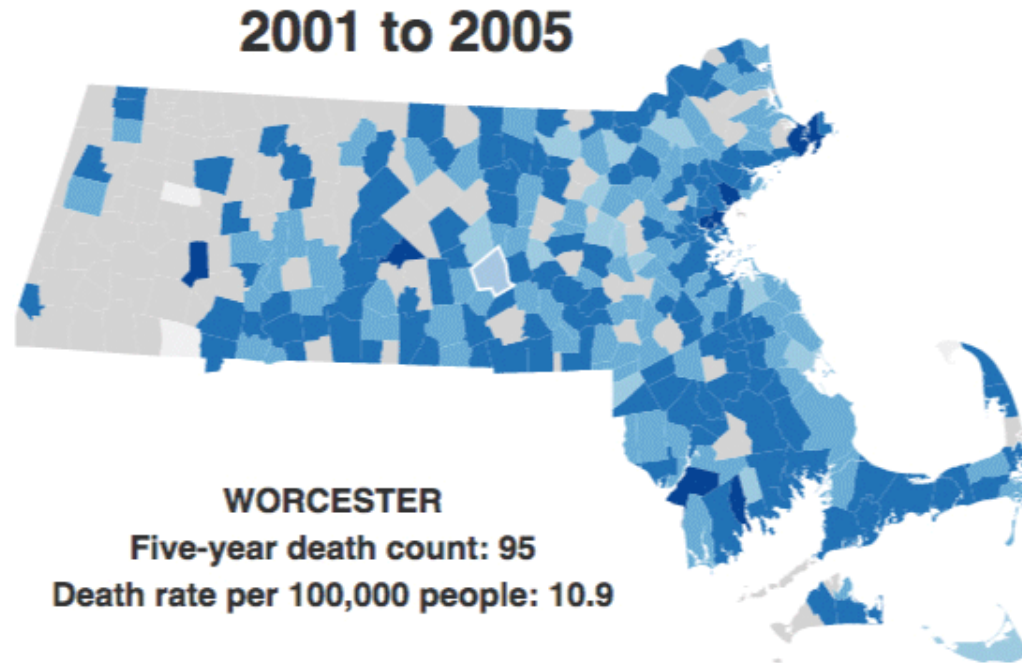 2001 to 2005
WORCESTER
Five-year death count: 95
Death rate per 100,000 people: 10.9